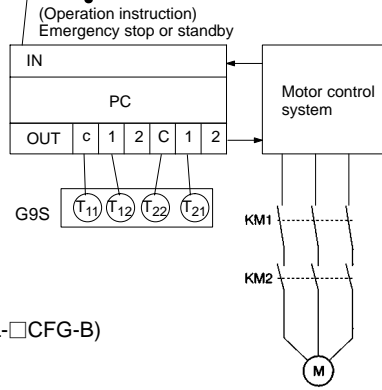 (Operation instruction)
Emergency stop or standby
IN
PC
OUT c 1 2 C 1 2
Motor control
system
G9S T11 T12 T22 T21
KM1
KM2
-□CFG-B)
M